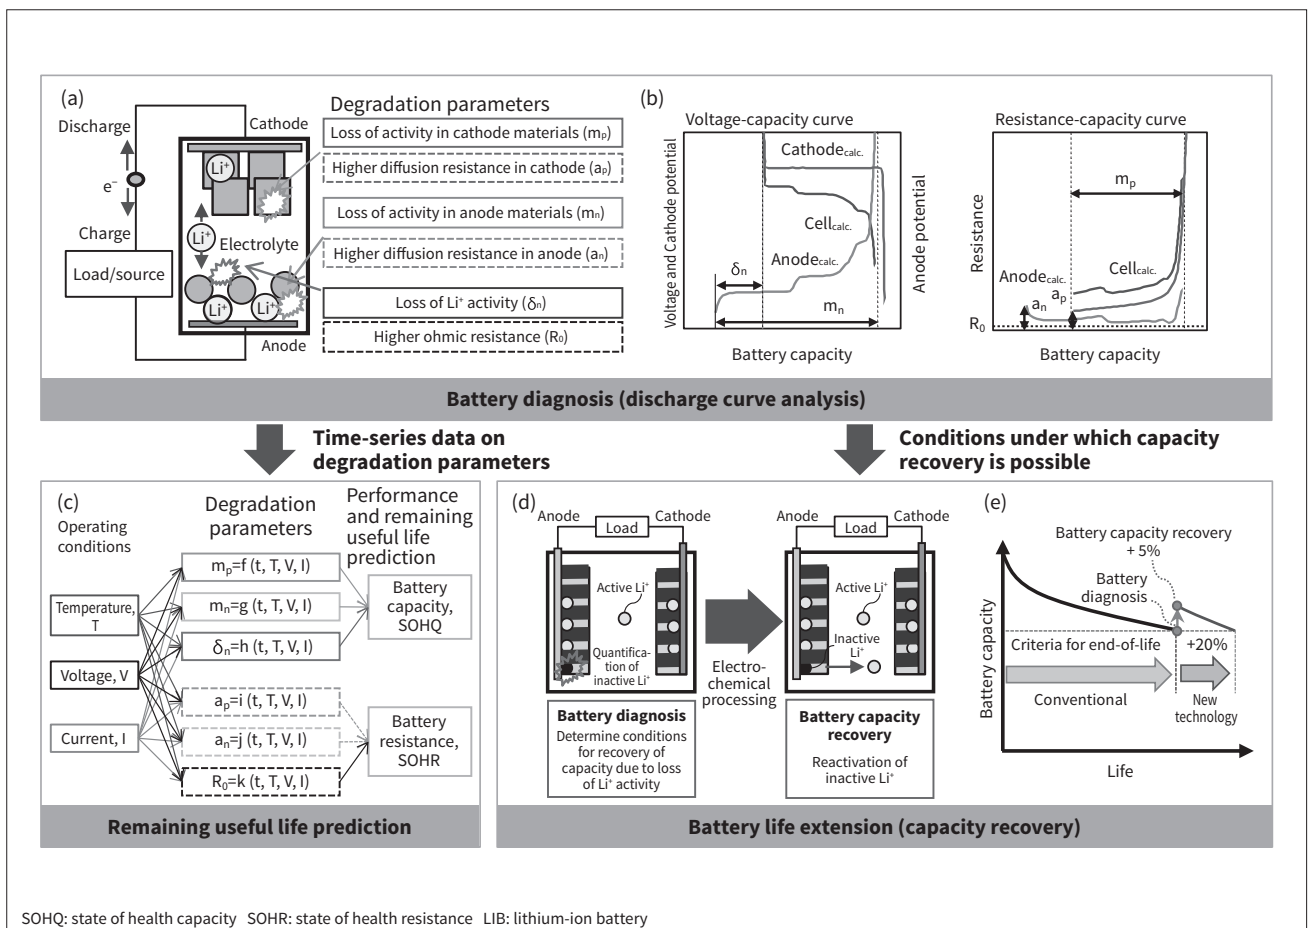 (a)
Discharge
e⁻
Charge
Load/source
Cathode
Li⁺
Li⁺
Electrolyte
Li⁺
Li⁺
Anode
Degradation parameters
Loss of activity in cathode materials (mₚ)
Higher diffusion resistance in cathode (aₚ)
Loss of activity in anode materials (mₙ)
Higher diffusion resistance in anode (aₙ)
Loss of Li⁺ activity (δₙ)
Higher ohmic resistance (R₀)
(b)
Voltage-capacity curve
Voltage and Cathode potential
Cathode calc.
Cell calc.
Anode calc.
δₙ
mₙ
Anode potential
Battery capacity
Resistance-capacity curve
Resistance
mₚ
Anode calc.
Cell calc.
aₙ
aₚ
R₀
Battery capacity
Battery diagnosis (discharge curve analysis)
Time-series data on
degradation parameters
Conditions under which capacity
recovery is possible
(c)
Operating
conditions
Temperature,
T
Voltage, V
Current, I
Degradation
parameters
mₚ=f (t, T, V, I)
mₙ=g (t, T, V, I)
δₙ=h (t, T, V, I)
aₚ=i (t, T, V, I)
aₙ=j (t, T, V, I)
R₀=k (t, T, V, I)
Performance
and remaining
useful life
prediction
Battery
capacity,
SOHQ
Battery
resistance,
SOHR
Remaining useful life prediction
(d)
Anode
Load
Cathode
Active Li⁺
Quantifica-
tion of
inactive Li⁺
Battery diagnosis
Determine conditions
for recovery of
capacity due to loss
of Li⁺ activity
Electro-
chemical
processing
Anode
Load
Cathode
Active Li⁺
Inactive
Li⁺
Battery capacity
recovery
Reactivation of
inactive Li⁺
(e)
Battery capacity recovery
+ 5%
Battery
diagnosis
Battery capacity
Criteria for end-of-life
+20%
Conventional
New
technology
Life
Battery life extension (capacity recovery)
SOHQ: state of health capacity SOHR: state of health resistance LIB: lithium-ion battery